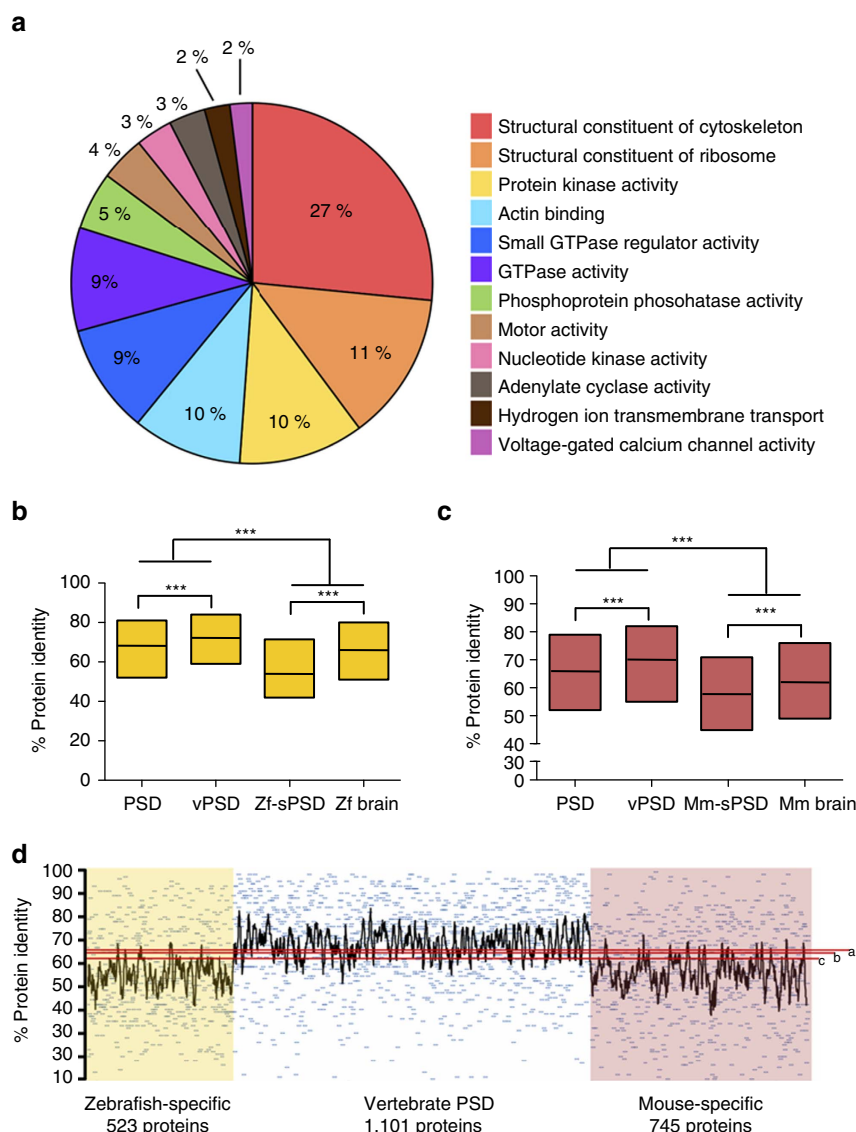 a
2 %
2 %
3 %
3 %
4 %
5 %
9%
9%
10 %
10 %
11 %
27 %
Structural constituent of cytoskeleton
Structural constituent of ribosome
Protein kinase activity
Actin binding
Small GTPase regulator activity
GTPase activity
Phosphoprotein phosohatase activity
Motor activity
Nucleotide kinase activity
Adenylate cyclase activity
Hydrogen ion transmembrane transport
Voltage-gated calcium channel activity
b
% Protein identity
100
80
60
40
20
0
***
***
***
PSD
vPSD
Zf-sPSD
Zf brain
c
% Protein identity
100
90
80
70
60
50
40
30
0
***
***
***
PSD
vPSD
Mm-sPSD
Mm brain
d
% Protein identity
100
90
80
70
60
50
40
30
30
10
a
b
c
Zebrafish-specific
523 proteins
Vertebrate PSD
1,101 proteins
Mouse-specific
745 proteins